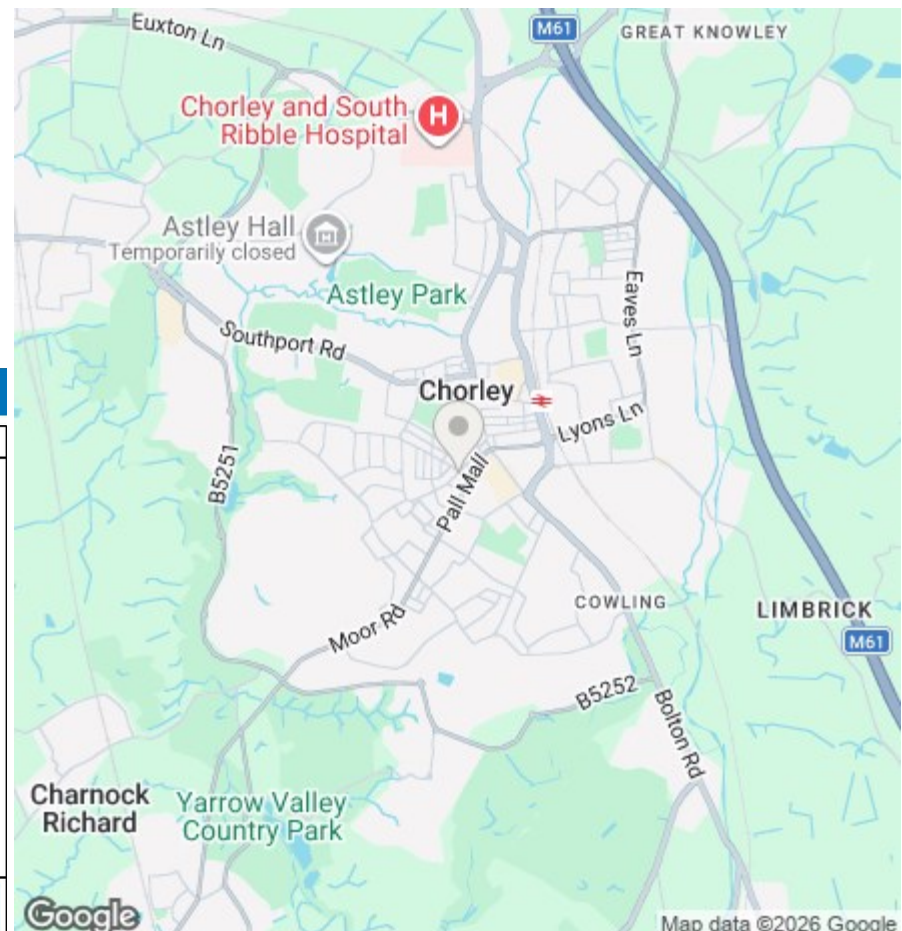 Euxton Ln
M61
GREAT KNOWLEY
Chorley and South
Ribble Hospital
H
Astley Hall
Temporarily closed
Astley Park
Eaves Ln
Southport Rd
Chorley
Lyons Ln
B5251
Pall Mall
COWLING
LIMBRICK
M61
Moor Rd
B5252
Bolton Rd
Charnock
Richard
Yarrow Valley
Country Park
Google
Map data ©2026 Google